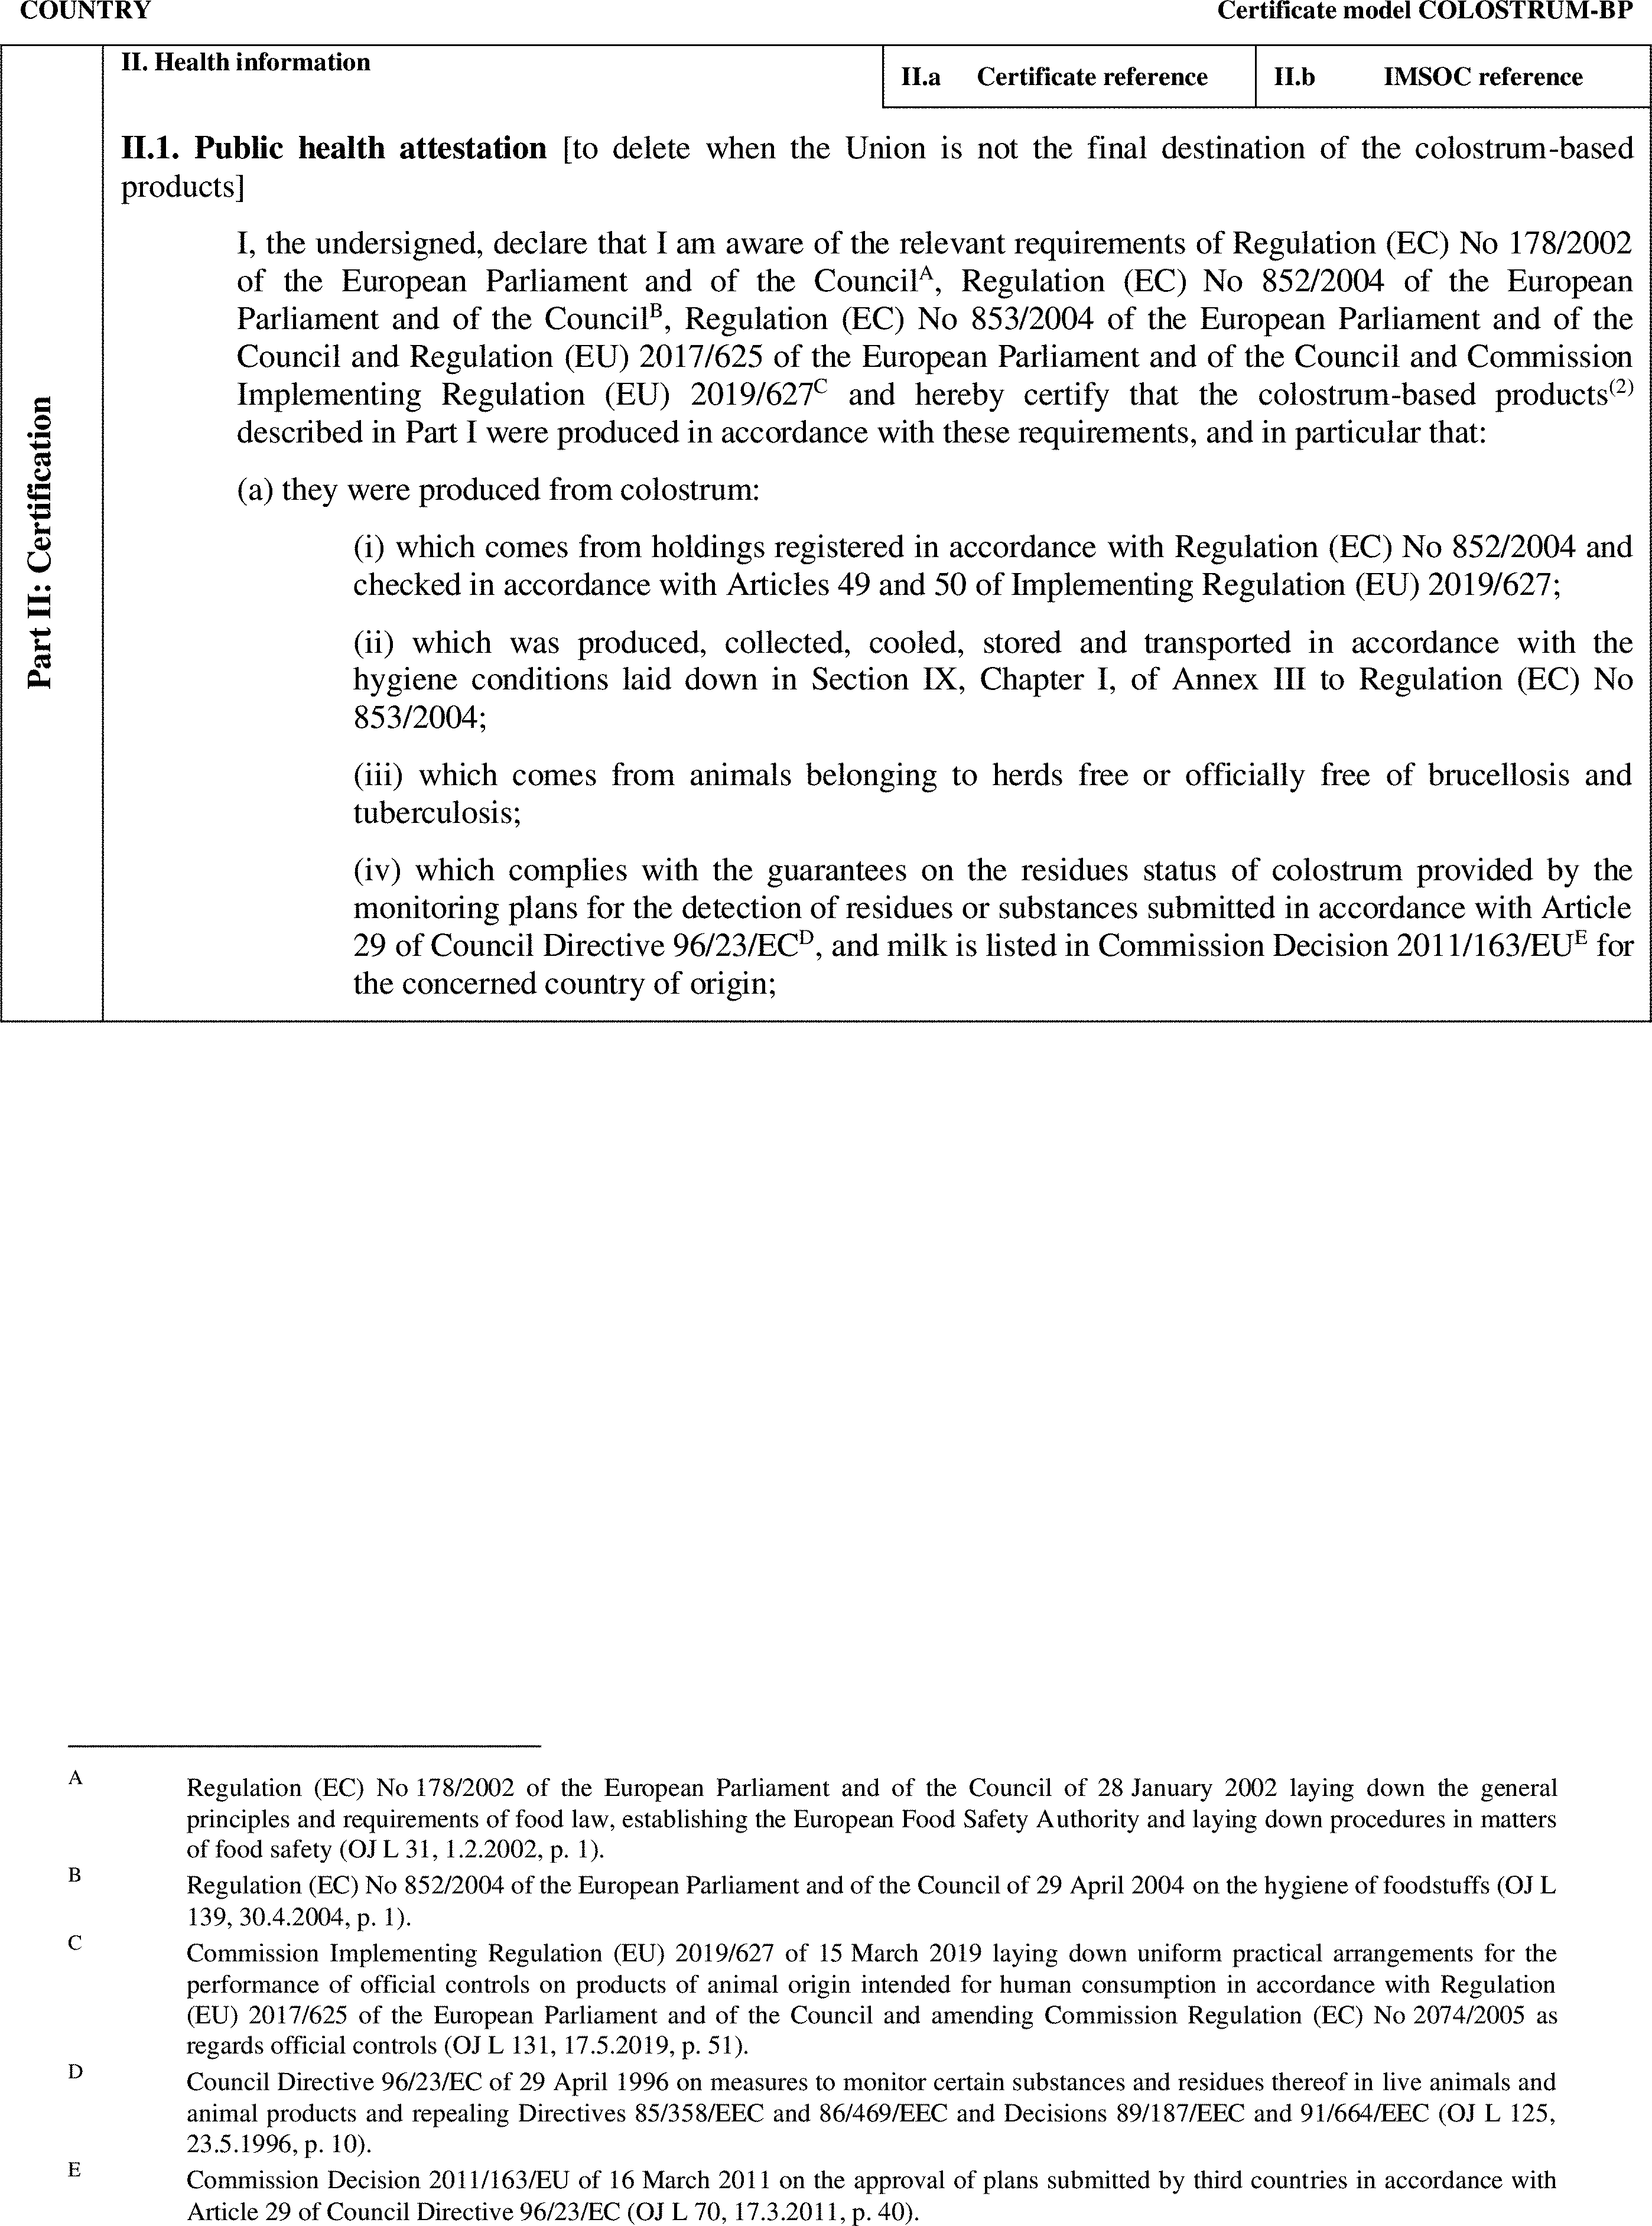 COUNTRY Certificate model COLOSTRUM-BP
II. Health information
II.a Certificate reference II.b IMSOC reference
II.1. Public health attestation [to delete when the Union is not the final destination of the colostrum-based
products]
I, the undersigned, declare that I am aware of the relevant requirements of Regulation (EC) No 178/2002
of the European Parliament and of the Council^A, Regulation (EC) No 852/2004 of the European
Parliament and of the Council^B, Regulation (EC) No 853/2004 of the European Parliament and of the
Council and Regulation (EU) 2017/625 of the European Parliament and of the Council and Commission
Implementing Regulation (EU) 2019/627^C and hereby certify that the colostrum-based products^(2)
described in Part I were produced in accordance with these requirements, and in particular that:
(a) they were produced from colostrum:
(i) which comes from holdings registered in accordance with Regulation (EC) No 852/2004 and
checked in accordance with Articles 49 and 50 of Implementing Regulation (EU) 2019/627;
(ii) which was produced, collected, cooled, stored and transported in accordance with the
hygiene conditions laid down in Section IX, Chapter I, of Annex III to Regulation (EC) No
853/2004;
(iii) which comes from animals belonging to herds free or officially free of brucellosis and
tuberculosis;
(iv) which complies with the guarantees on the residues status of colostrum provided by the
monitoring plans for the detection of residues or substances submitted in accordance with Article
29 of Council Directive 96/23/EC^D, and milk is listed in Commission Decision 2011/163/EU^E for
the concerned country of origin;
Part II: Certification
A Regulation (EC) No 178/2002 of the European Parliament and of the Council of 28 January 2002 laying down the general
principles and requirements of food law, establishing the European Food Safety Authority and laying down procedures in matters
of food safety (OJ L 31, 1.2.2002, p. 1).
B Regulation (EC) No 852/2004 of the European Parliament and of the Council of 29 April 2004 on the hygiene of foodstuffs (OJ L
139, 30.4.2004, p. 1).
C Commission Implementing Regulation (EU) 2019/627 of 15 March 2019 laying down uniform practical arrangements for the
performance of official controls on products of animal origin intended for human consumption in accordance with Regulation
(EU) 2017/625 of the European Parliament and of the Council and amending Commission Regulation (EC) No 2074/2005 as
regards official controls (OJ L 131, 17.5.2019, p. 51).
D Council Directive 96/23/EC of 29 April 1996 on measures to monitor certain substances and residues thereof in live animals and
animal products and repealing Directives 85/358/EEC and 86/469/EEC and Decisions 89/187/EEC and 91/664/EEC (OJ L 125,
23.5.1996, p. 10).
E Commission Decision 2011/163/EU of 16 March 2011 on the approval of plans submitted by third countries in accordance with
Article 29 of Council Directive 96/23/EC (OJ L 70, 17.3.2011, p. 40).